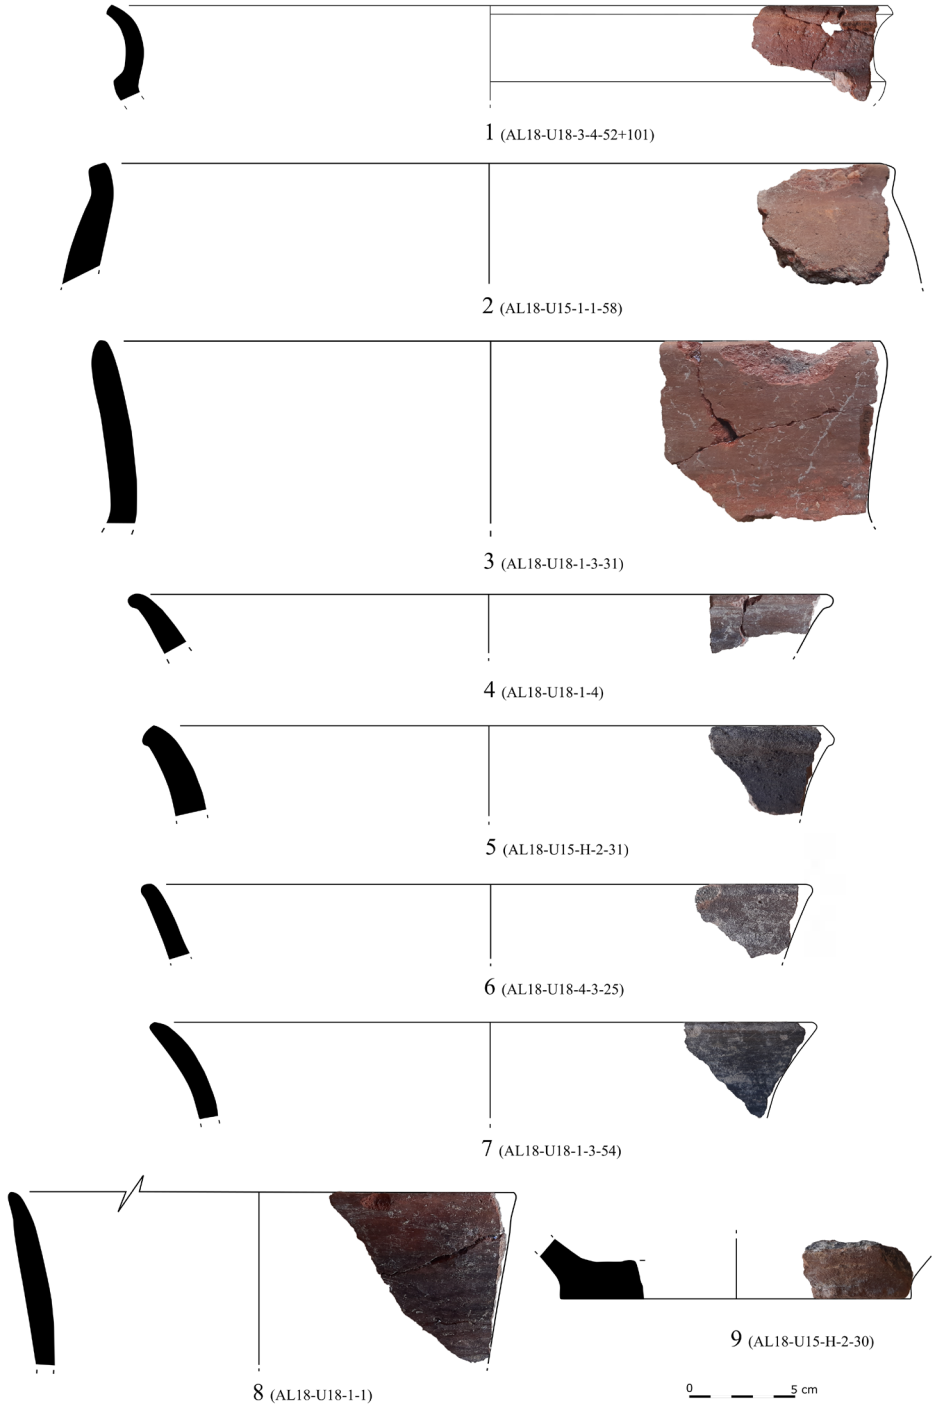 1 (AL18-U18-3-4-52+101)
2 (AL18-U15-1-1-58)
3 (AL18-U18-1-3-31)
4 (AL18-U18-1-4)
5 (AL18-U15-H-2-31)
6 (AL18-U18-4-3-25)
7 (AL18-U18-1-3-54)
8 (AL18-U18-1-1)
9 (AL18-U15-H-2-30)
0 5 cm